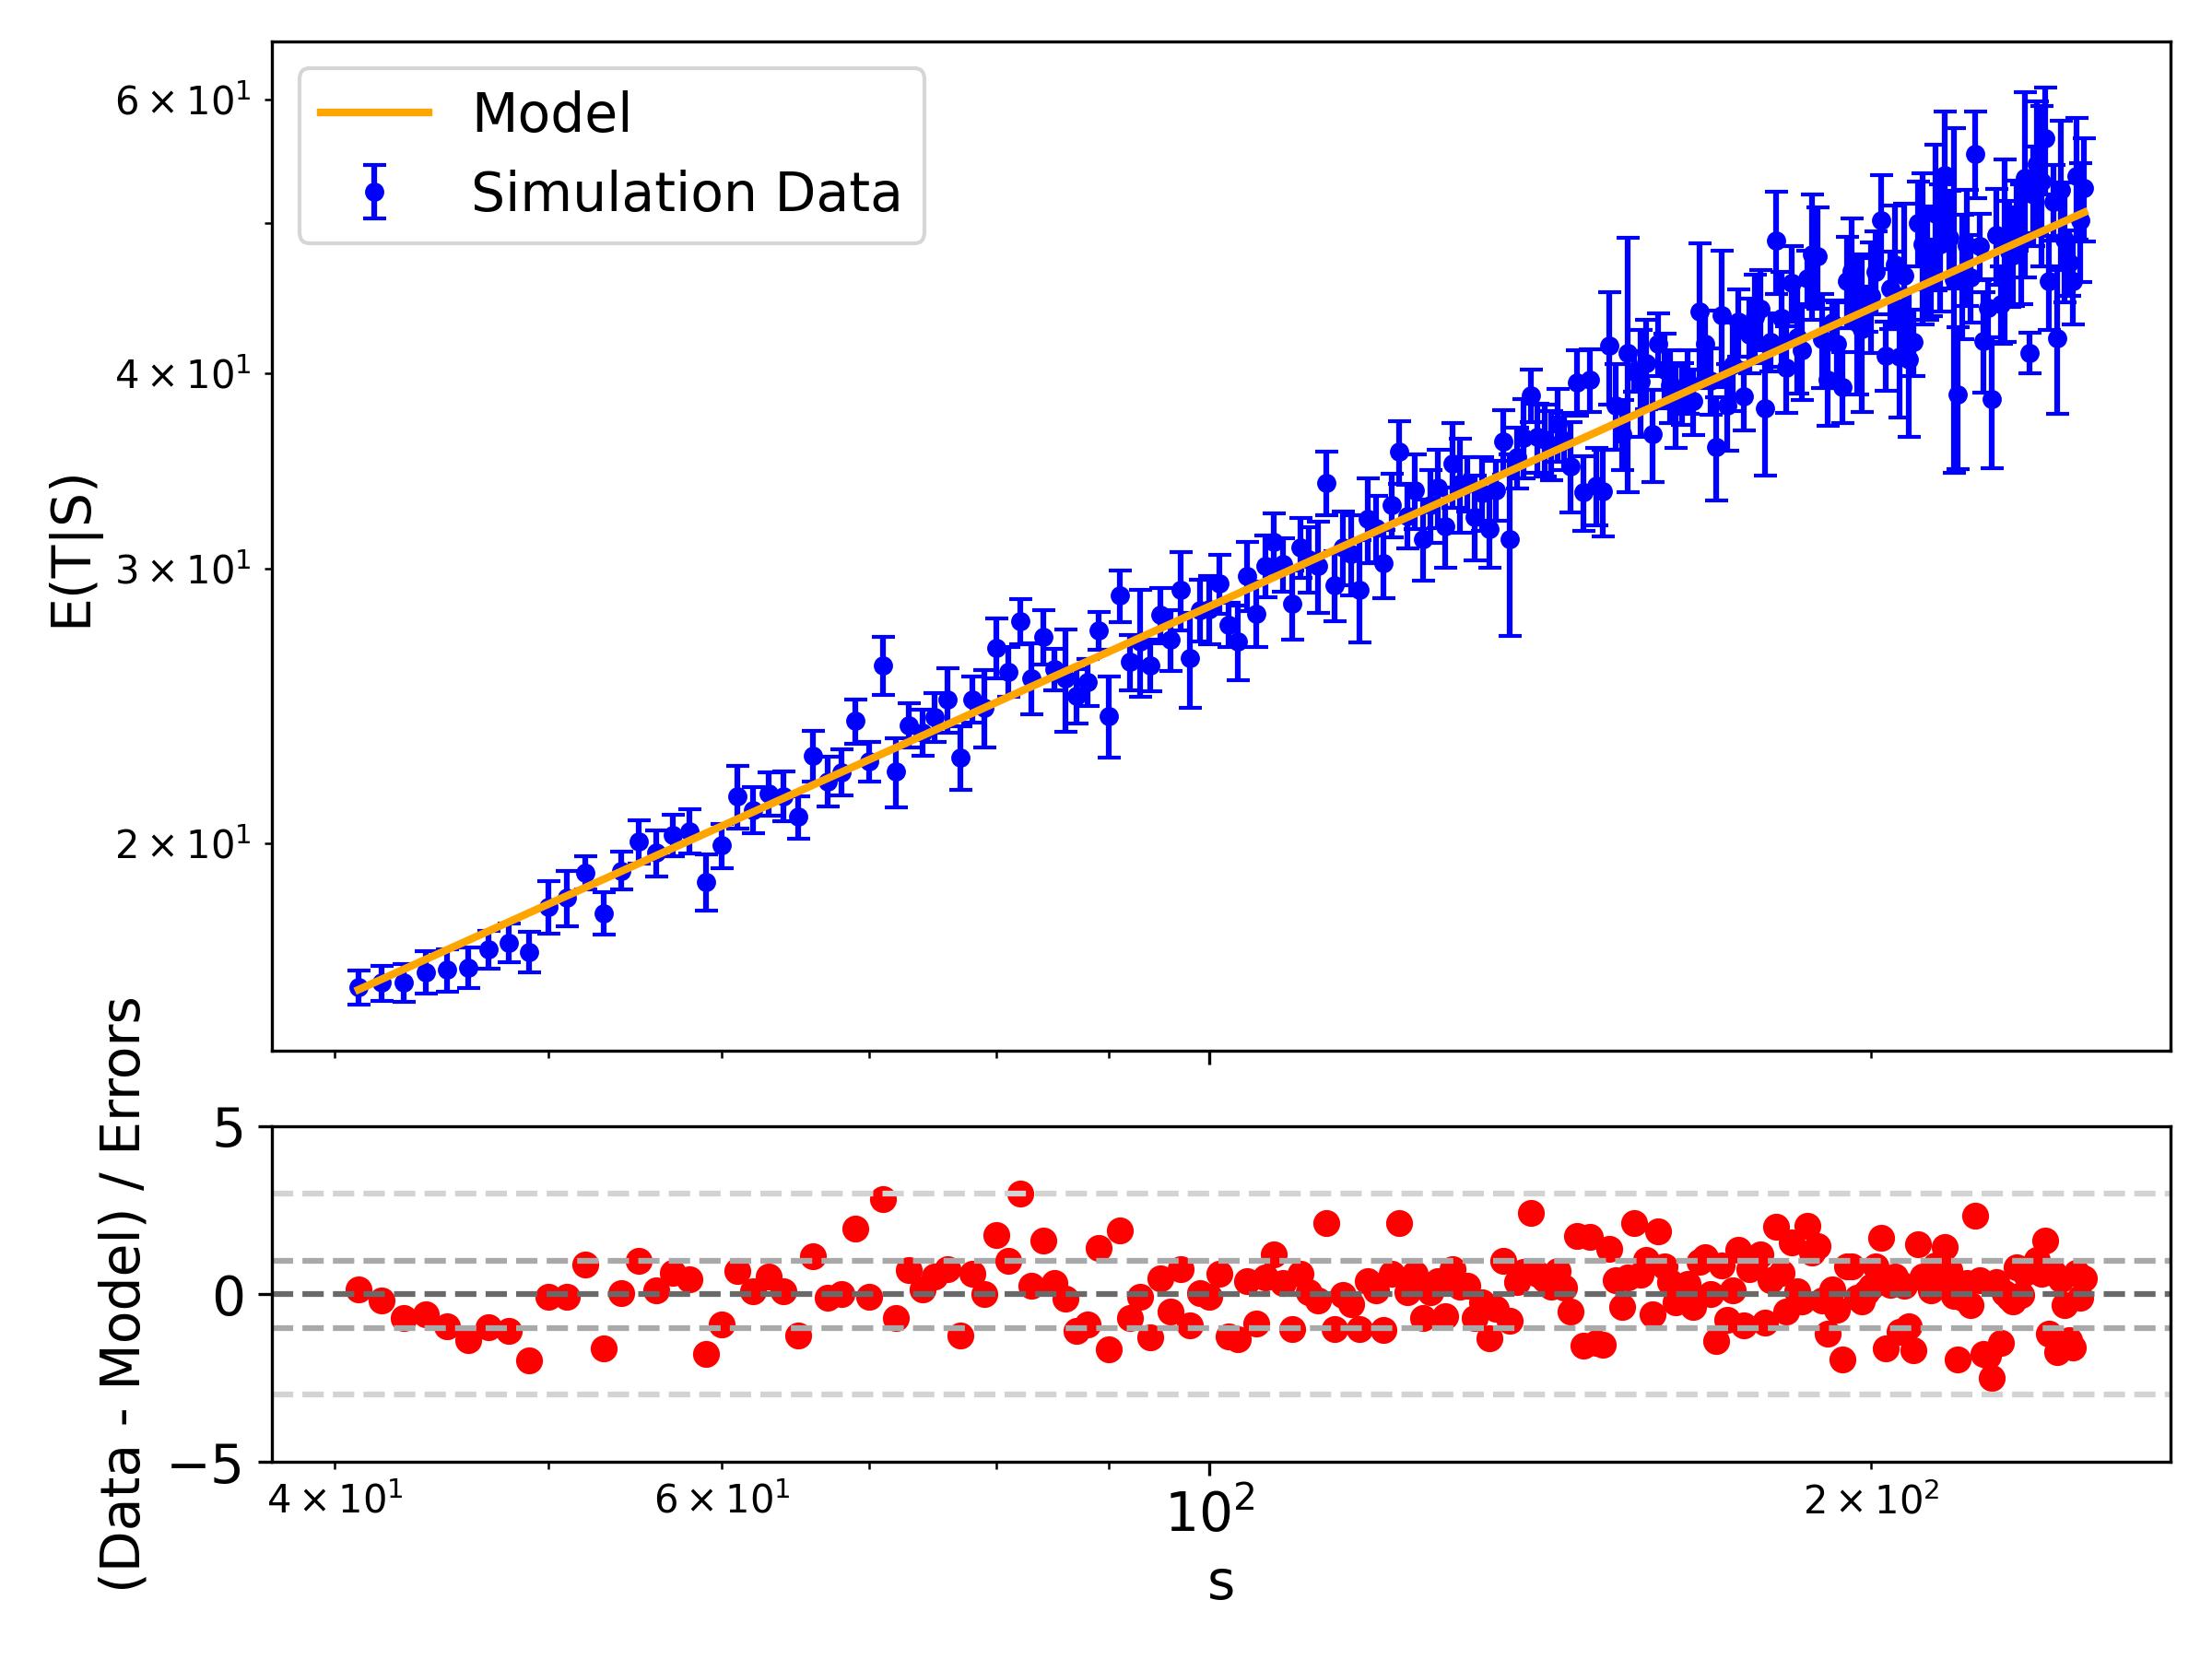 6 × 10¹
4 × 10¹
3 × 10¹
2 × 10¹
E(T|S)
Model
Simulation Data
(Data - Model) / Errors
5
0
−5
4 × 10¹
6 × 10¹
10²
2 × 10²
s